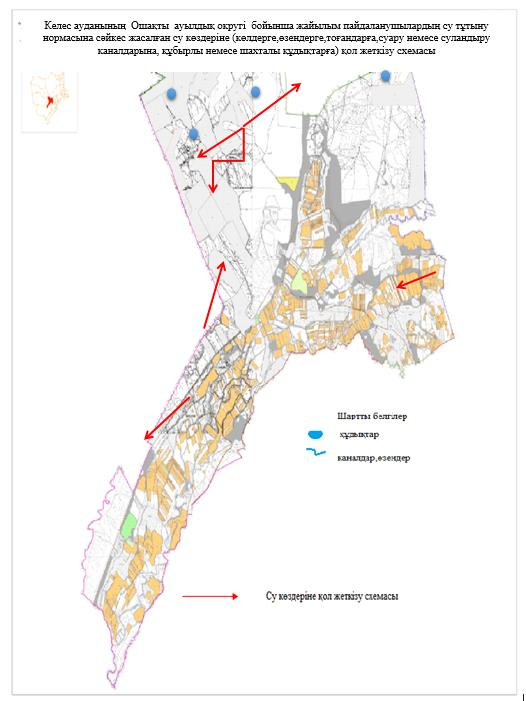 Келес ауданының Ошақты ауылдық округі бойынша жайылым пайдаланушылардың су тұтыну
нормасына сәйкес жасалған су көздеріне (көлдерге,өзендерге,тоғандарға,суару немесе суландыру
каналдарына, құбырлы немесе шахталы құдықтарға) қол жеткізу схемасы
Шартты белгілер
құдықтар
каналдар,өзендер
Су көздеріне қол жеткізу схемасы